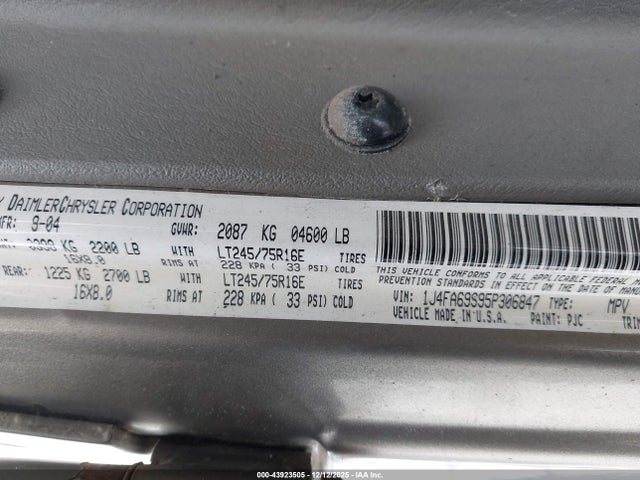 DAIMLERCHRYSLER CORPORATION
MFR: 9-04 GVWR: 2087 KG 04600 LB
KG 2200 LB WITH LT245/75R16E TIRES
16X8.0 RIMS AT 228 KPA ( 33 PSI) COLD
REAR: 1225 KG 2700 LB WITH LT245/75R16E TIRES
16X8.0 RIMS AT 228 KPA ( 33 PSI) COLD
THIS VEHICLE CONFORMS TO ALL APPLICABLE FEDERAL
PREVENTION STANDARDS IN EFFECT ON THE DATE OF MANU
VIN: 1J4FA69S95P306847 TYPE: MPV
VEHICLE MADE IN U.S.A. PAINT: PJC TRIM
000-43923505 - 12/12/2025 - IAA Inc.